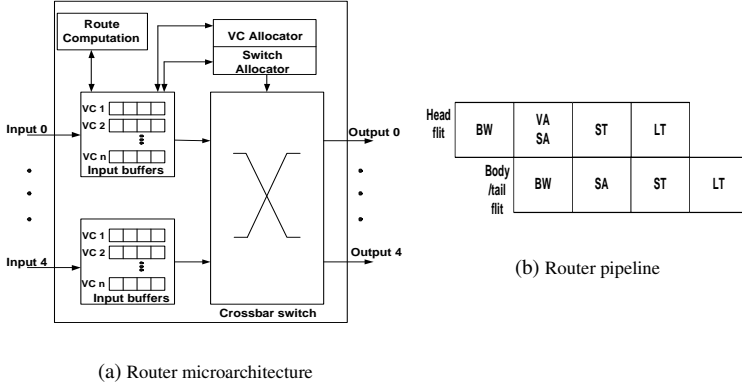 Route
Computation
VC Allocator
Switch
Allocator
VC 1
VC 2
VC n
Input buffers
Input 0
Output 0
VC 1
VC 2
VC n
Input buffers
Input 4
Output 4
Crossbar switch
(a) Router microarchitecture
Head
flit
BW
VA
SA
ST
LT
Body
/tail
flit
BW
SA
ST
LT
(b) Router pipeline